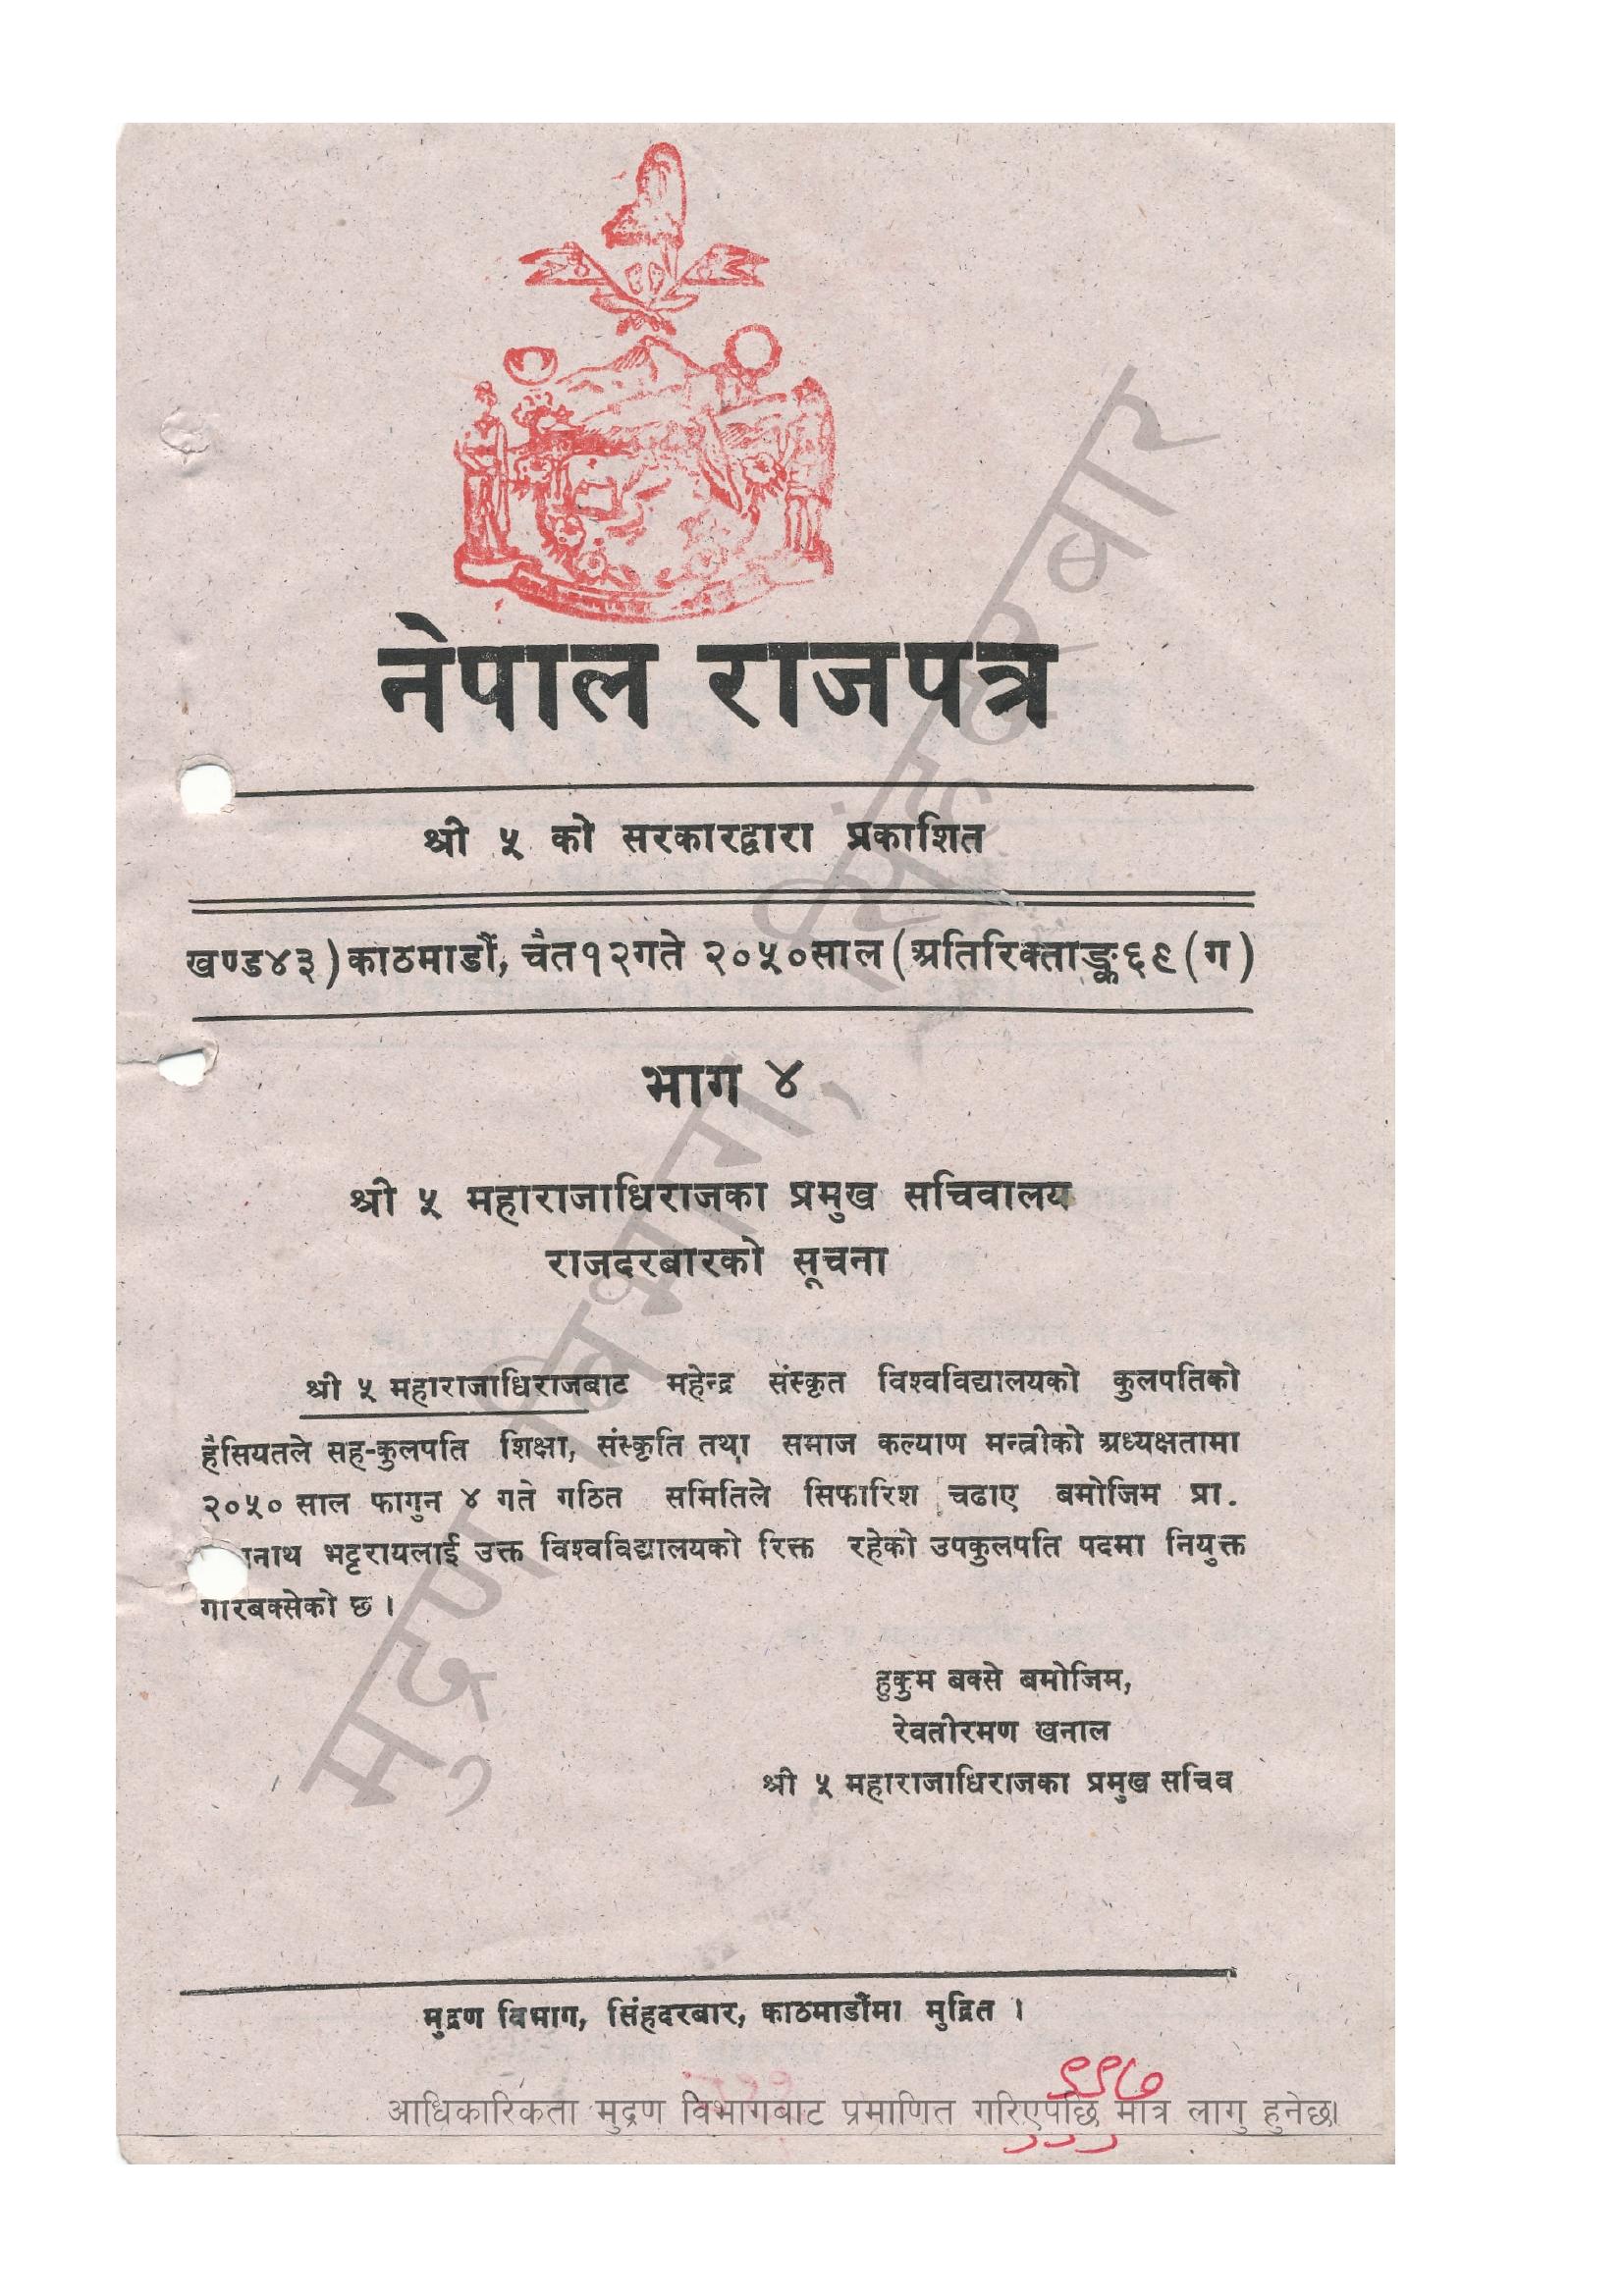 नेपाल राजपत्र
श्री ५ को सरकारद्वारा प्रकाशित
खण्ड४३) काठमाडौं, चैत१२गते २०५०साल (अतिरिक्ताङ्क६९(ग)
भाग ४
श्री ५ महाराजाधिराजका प्रमुख सचिवालय
राजदरबारको सूचना
श्री ५ महाराजाधिराजबाट महेन्द्र संस्कृत विश्वविद्यालयको कुलपतिको
हैसियतले सह-कुलपति शिक्षा, संस्कृति तथा समाज कल्याण मन्त्रीको अध्यक्षतामा
२०५० साल फागुन ४ गते गठित समितिले सिफारिश चढाए बमोजिम प्रा.
भट्टरायलाई उक्त विश्वविद्यालयको रिक्त रहेको उपकुलपति पदमा नियुक्त
गरिबक्सेको छ ।
हुकुम बक्से बमोजिम,
रेवतीरमण खनाल
श्री ५ महाराजाधिराजका प्रमुख सचिव
मुद्रण विभाग, सिंहदरबार, काठमाडौंमा मुद्रित ।
आधिकारिकता मुद्रण विभागबाट प्रमाणित गरिएपछि मात्र लागु हुनेछ।
मुद्रण विभाग, सिंहदरबार